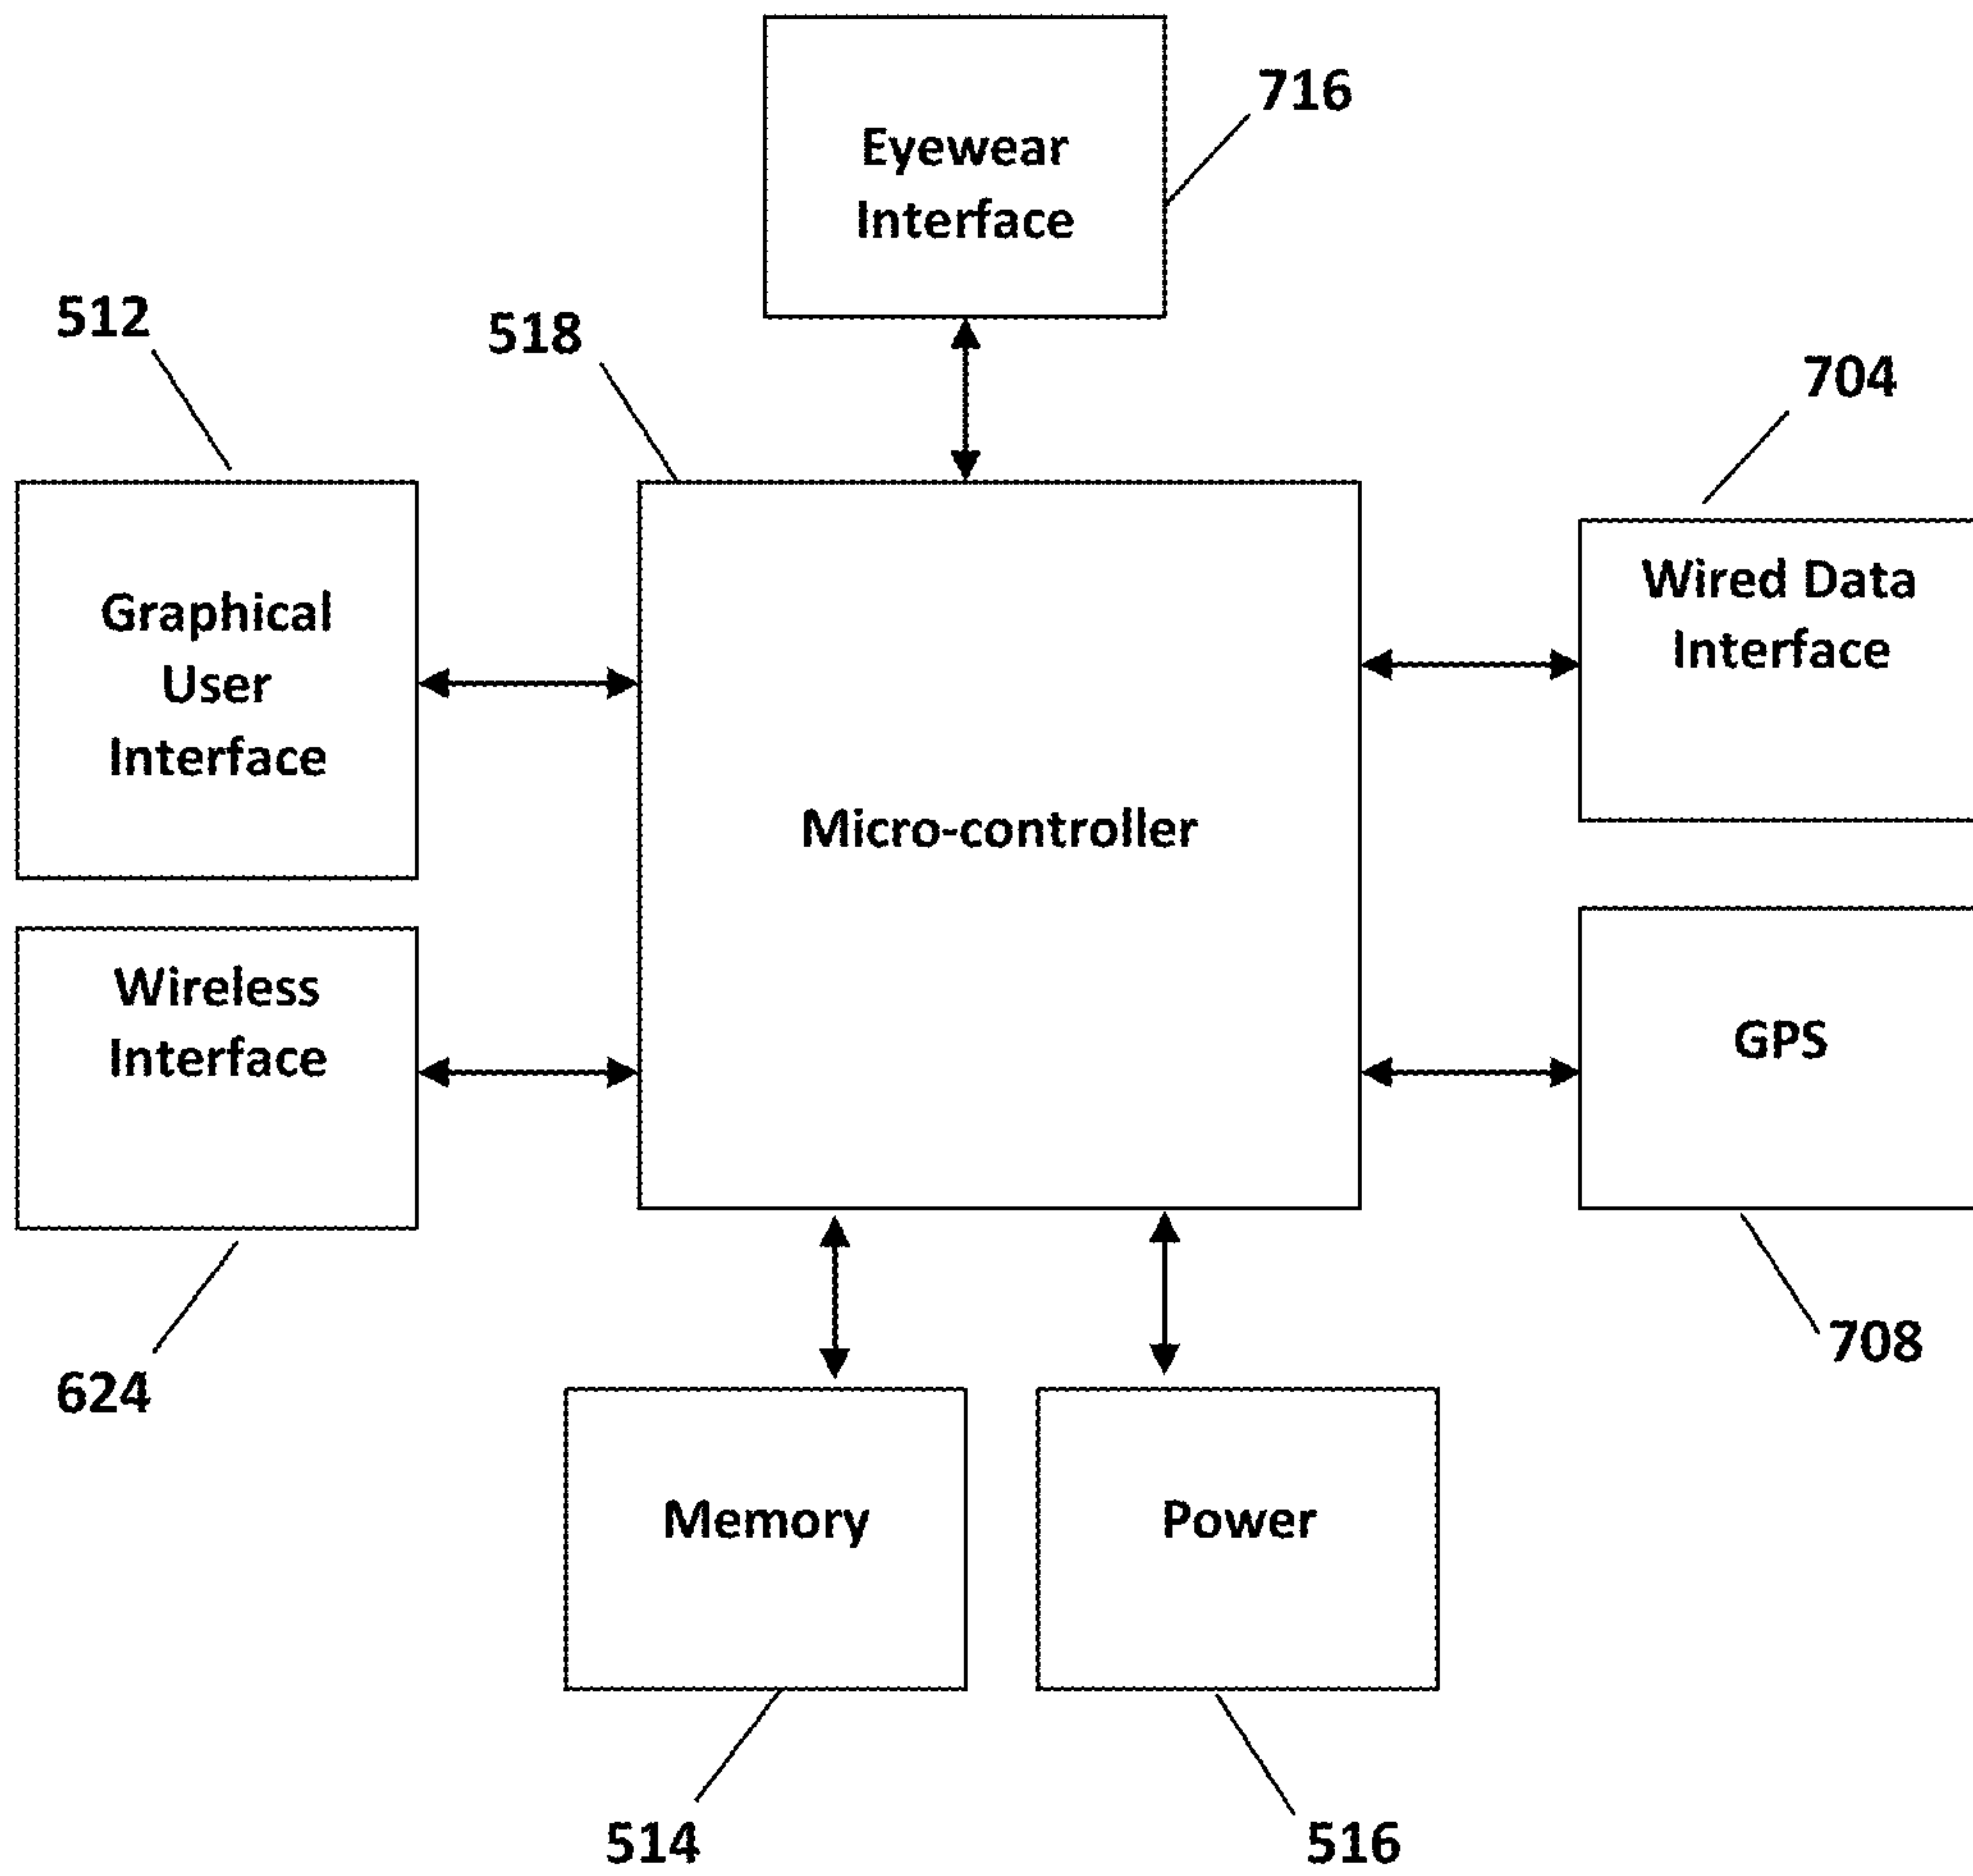 716
Eyewear
Interface
512
518
704
Graphical
User
Interface
Micro-controller
Wired Data
Interface
Wireless
Interface
GPS
624
708
Memory
Power
514
516